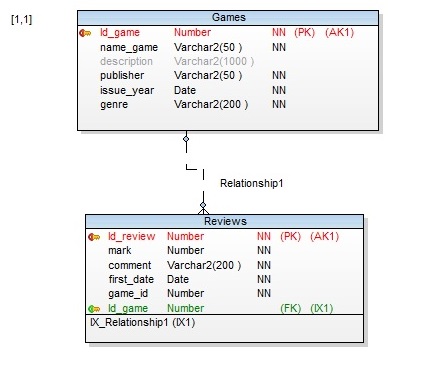 Games
[1,1]
Id_game Number NN (PK) (AK1)
name_game Varchar2(50 ) NN
description Varchar2(1000 )
publisher Varchar2(50 ) NN
issue_year Date NN
genre Varchar2(200 ) NN
Relationship1
Reviews
Id_review Number NN (PK) (AK1)
mark Number NN
comment Varchar2(200 ) NN
first_date Date NN
game_id Number NN
Id_game Number (FK) (IX1)
IX_Relationship1 (IX1)